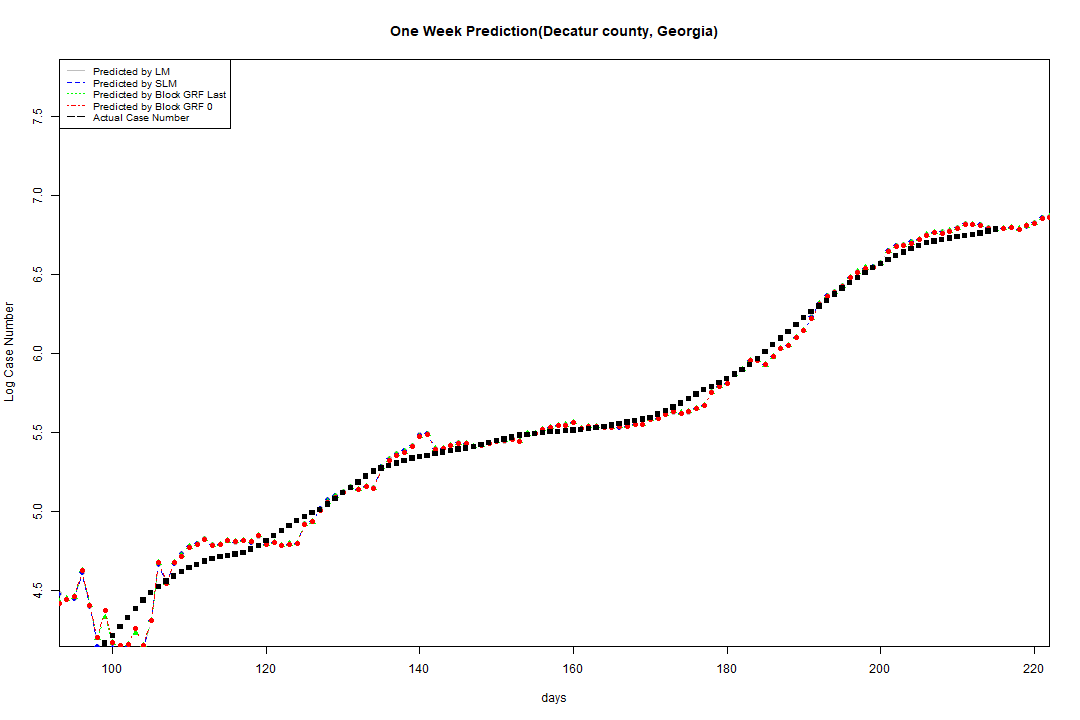 One Week Prediction(Decatur county, Georgia)
Predicted by LM
Predicted by SLM
Predicted by Block GRF Last
Predicted by Block GRF 0
Actual Case Number
7.5
7.0
6.5
6.0
5.5
5.0
4.5
Log Case Number
100 120 140 160 180 200 220
days